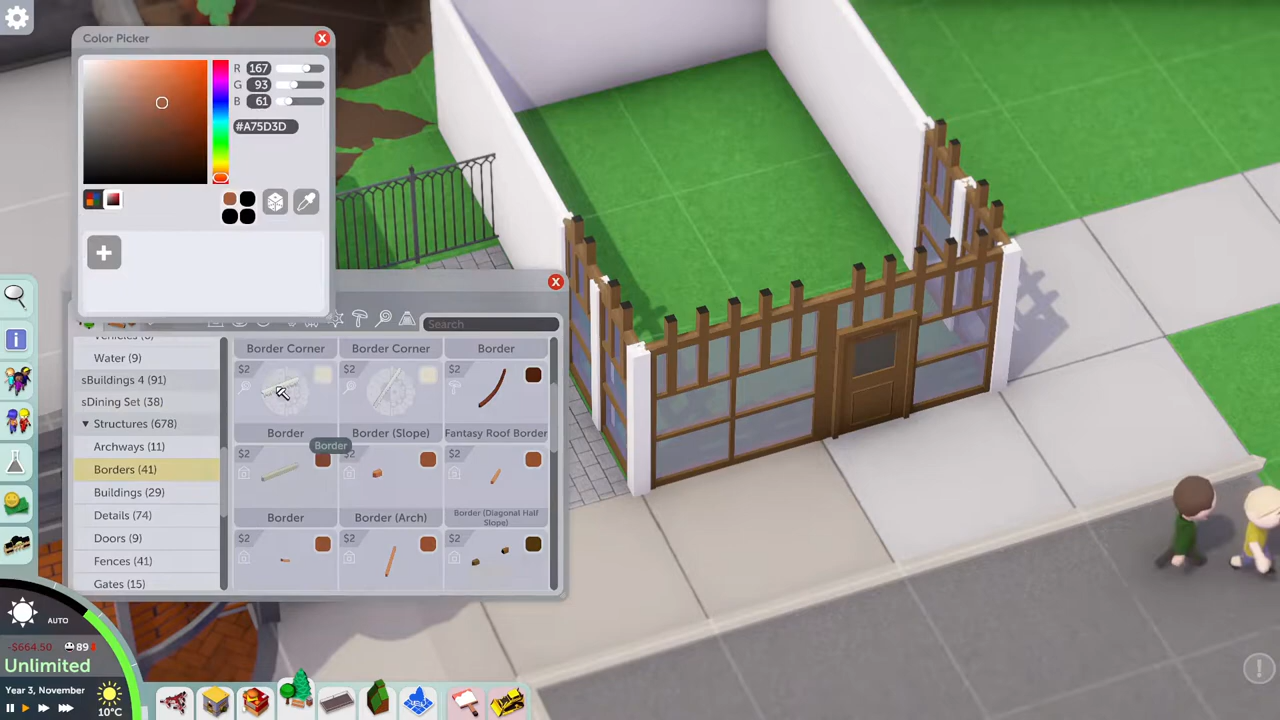 Color Picker
R 167
G 93
B 61
#A75D3D
Search
Vehicles (6)
Water (9)
sBuildings 4 (91)
sDining Set (38)
Structures (678)
Archways (11)
Borders (41)
Buildings (29)
Details (74)
Doors (9)
Fences (41)
Gates (15)
Border Corner
Border Corner
Border
$2
$2
$2
Border
Border (Slope)
Fantasy Roof Border
Border
$2
$2
$2
Border
Border (Arch)
Border (Diagonal Half
Slope)
$2
$2
$2
AUTO
-$664.50
89
Unlimited
Year 3, November
10°C